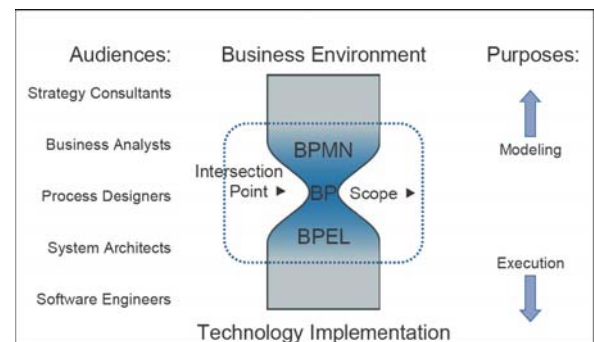 Audiences:
Business Environment
Purposes:
Strategy Consultants
Business Analysts
Process Designers
System Architects
Software Engineers
BPMN
Intersection
Point
BP
Scope
BPEL
Technology Implementation
Modeling
Execution